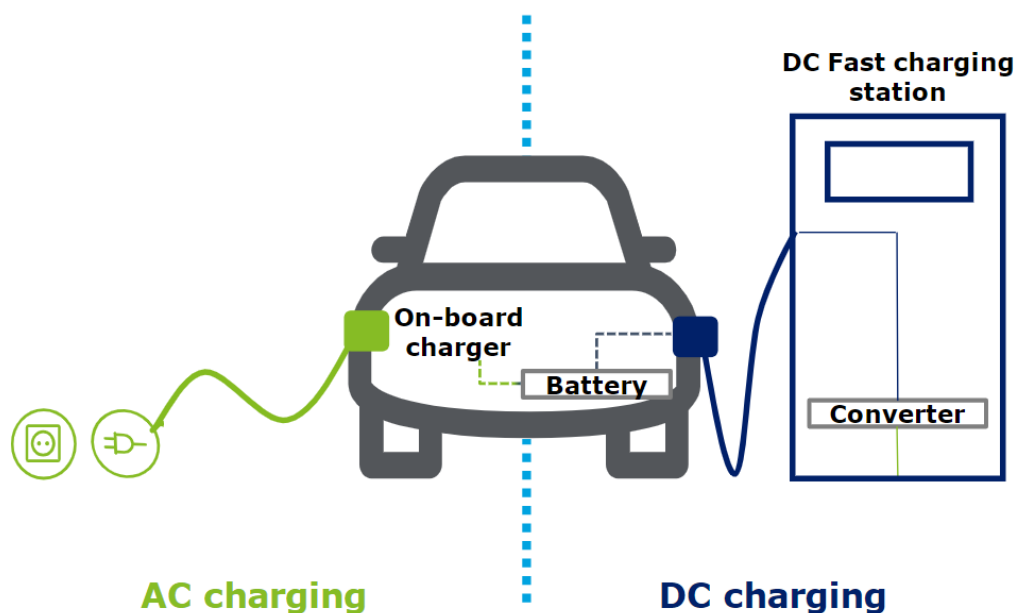 DC Fast charging
station
On-board
charger
Battery
Converter
AC charging
DC charging